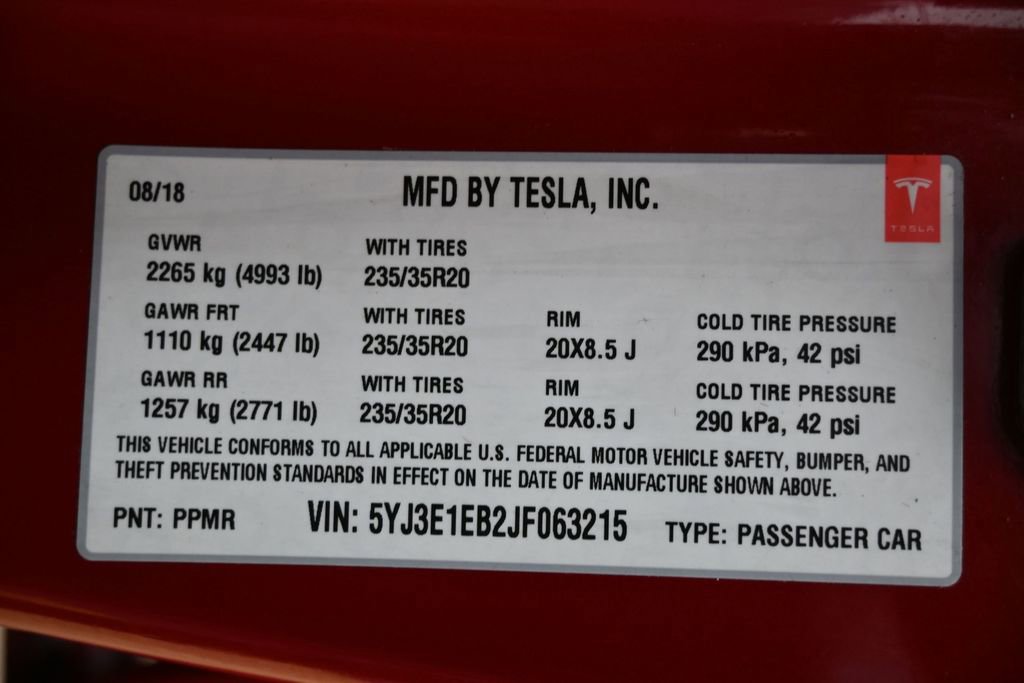 08/18 MFD BY TESLA, INC.
TESLA
GVWR WITH TIRES
2265 kg (4993 lb) 235/35R20
GAWR FRT WITH TIRES RIM COLD TIRE PRESSURE
1110 kg (2447 lb) 235/35R20 20X8.5 J 290 kPa, 42 psi
GAWR RR WITH TIRES RIM COLD TIRE PRESSURE
1257 kg (2771 lb) 235/35R20 20X8.5 J 290 kPa, 42 psi
THIS VEHICLE CONFORMS TO ALL APPLICABLE U.S. FEDERAL MOTOR VEHICLE SAFETY, BUMPER, AND
THEFT PREVENTION STANDARDS IN EFFECT ON THE DATE OF MANUFACTURE SHOWN ABOVE.
PNT: PPMR VIN: 5YJ3E1EB2JF063215 TYPE: PASSENGER CAR